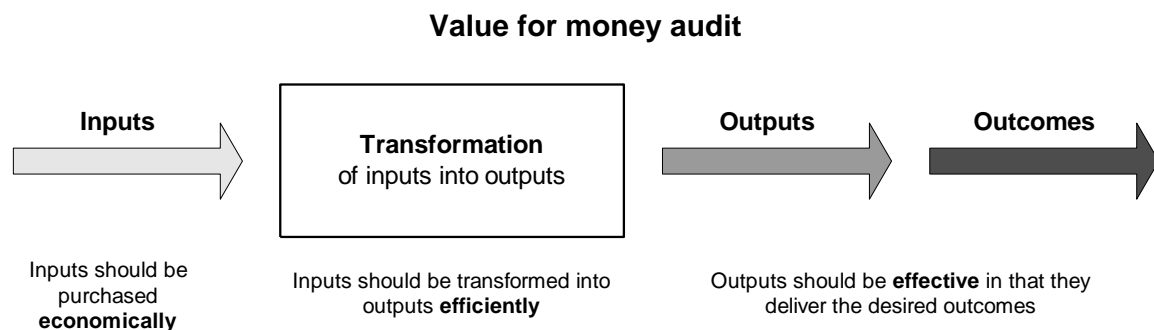 Value for money audit
Inputs
Transformation
of inputs into outputs
Outputs
Outcomes
Inputs should be
purchased
economically
Inputs should be transformed into
outputs efficiently
Outputs should be effective in that they
deliver the desired outcomes